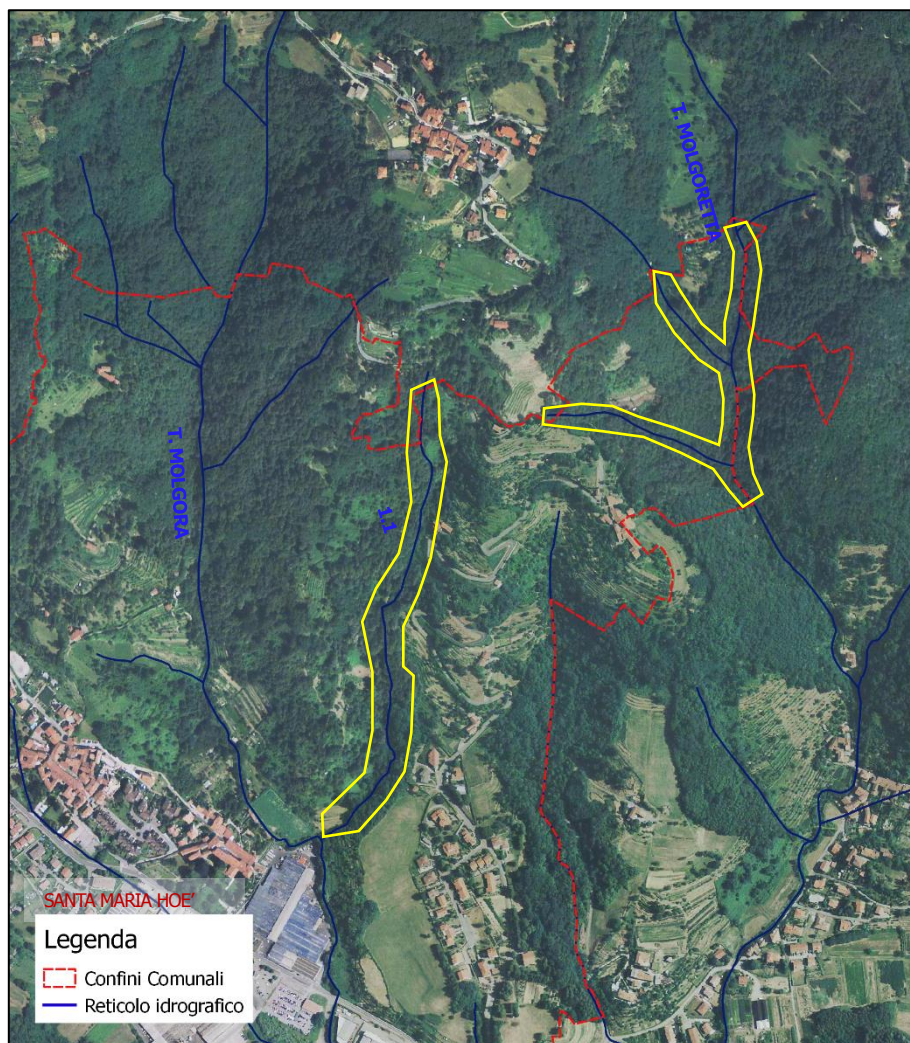 T. MOLGORETTA
T. MOLGORA
1.1
SANTA MARIA HOE'
Legenda
Confini Comunali
Reticolo idrografico